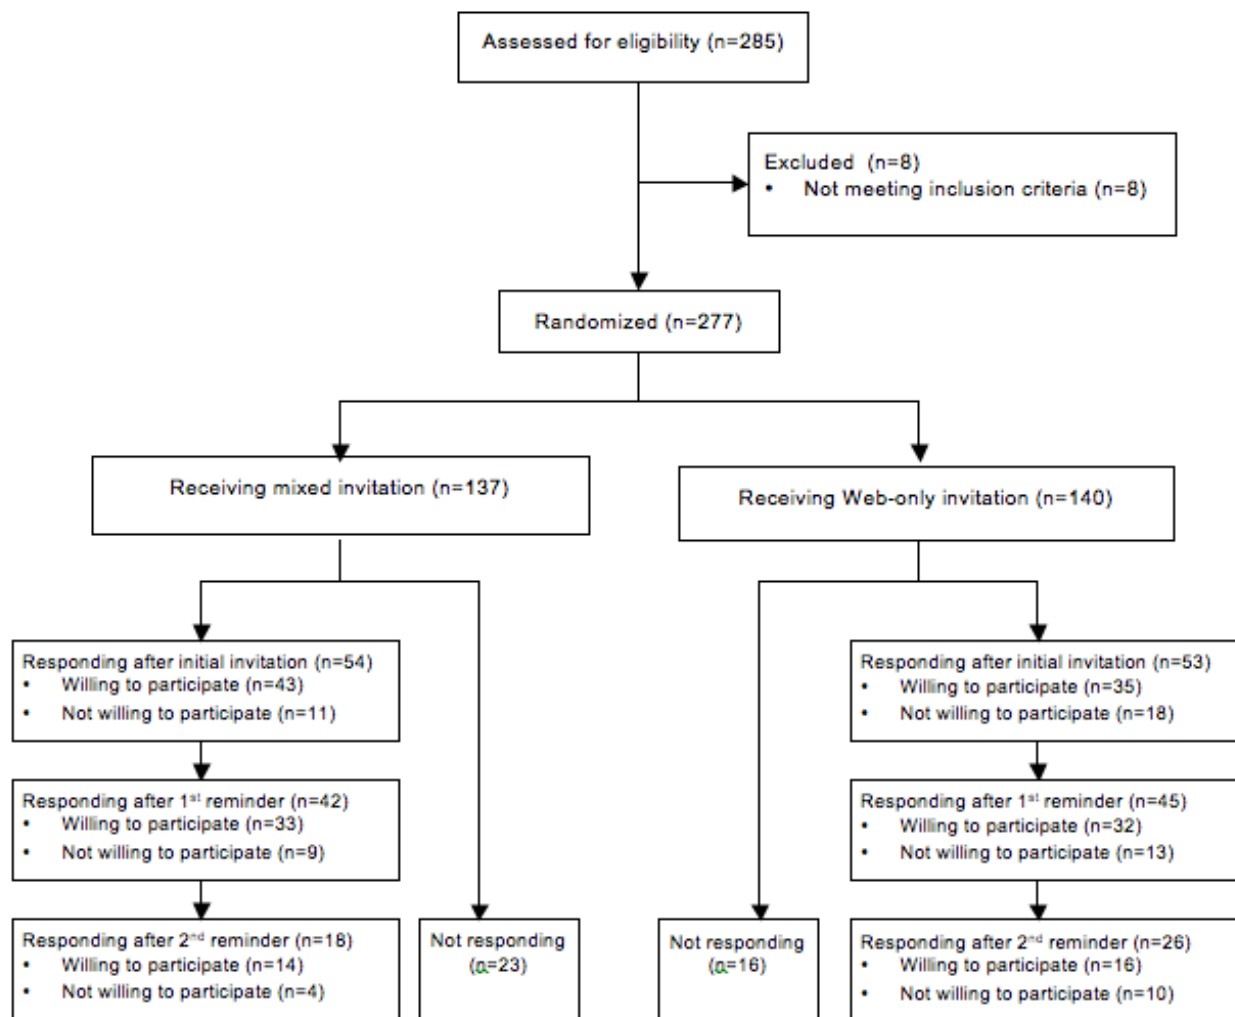 Assessed for eligibility (n=285)
Excluded (n=8)
• Not meeting inclusion criteria (n=8)
Randomized (n=277)
Receiving mixed invitation (n=137)
Receiving Web-only invitation (n=140)
Responding after initial invitation (n=54)
• Willing to participate (n=43)
• Not willing to participate (n=11)
Responding after 1st reminder (n=42)
• Willing to participate (n=33)
• Not willing to participate (n=9)
Responding after 2nd reminder (n=18)
• Willing to participate (n=14)
• Not willing to participate (n=4)
Not responding
(n=23)
Not responding
(n=16)
Responding after initial invitation (n=53)
• Willing to participate (n=35)
• Not willing to participate (n=18)
Responding after 1st reminder (n=45)
• Willing to participate (n=32)
• Not willing to participate (n=13)
Responding after 2nd reminder (n=26)
• Willing to participate (n=16)
• Not willing to participate (n=10)